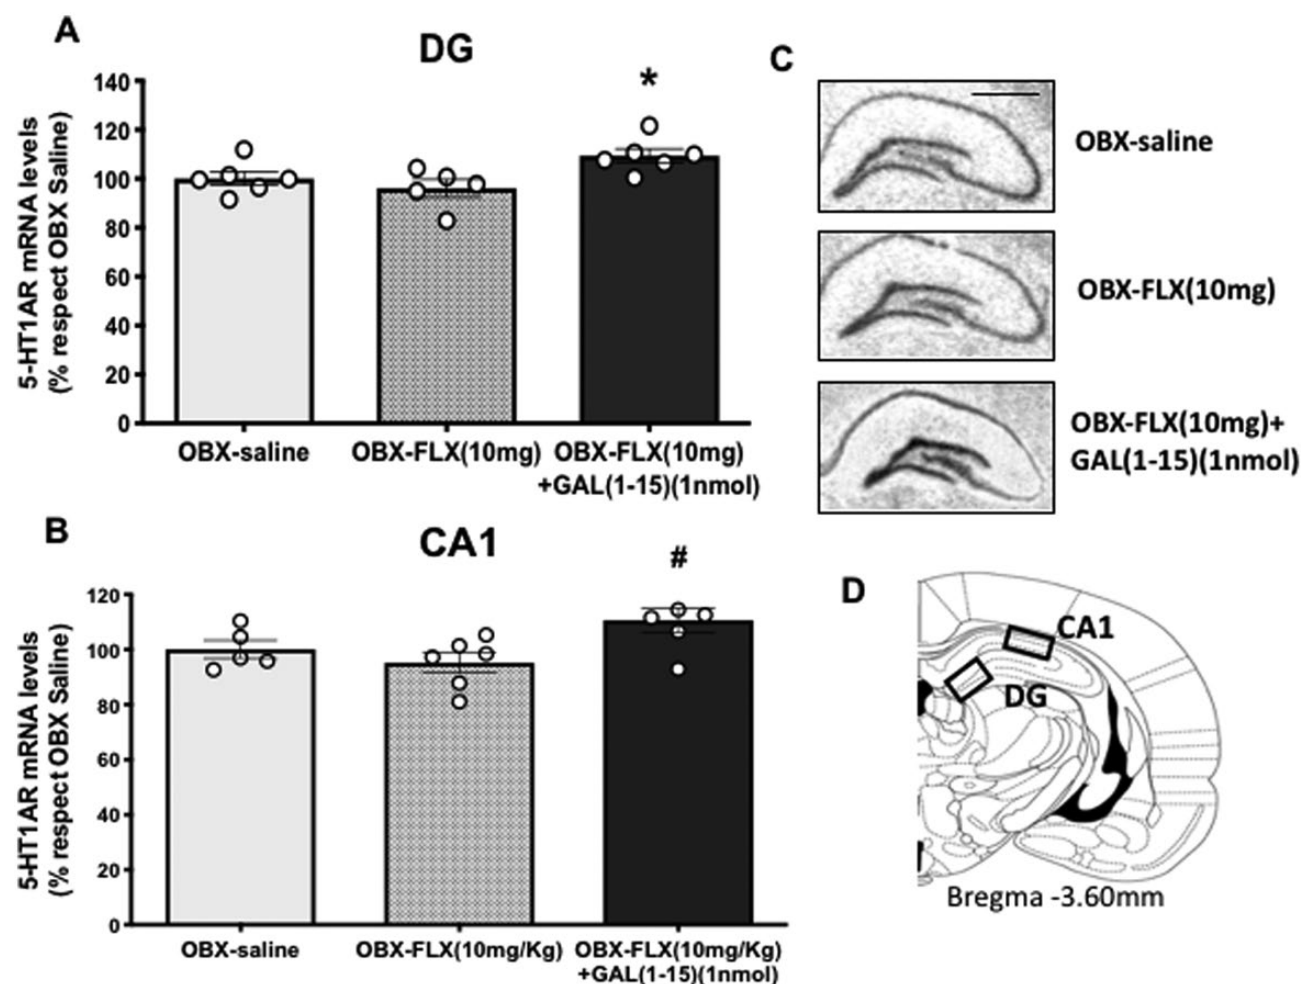 A
DG
5-HT1AR mRNA levels
(% respect OBX Saline)
140
120
100
80
60
40
20
0
*
OBX-saline
OBX-FLX(10mg)
OBX-FLX(10mg)
+GAL(1-15)(1nmol)
B
CA1
5-HT1AR mRNA levels
(% respect OBX Saline)
120
100
80
60
40
20
0
#
OBX-saline
OBX-FLX(10mg/Kg)
OBX-FLX(10mg/Kg)
+GAL(1-15)(1nmol)
C
OBX-saline
OBX-FLX(10mg)
OBX-FLX(10mg)+
GAL(1-15)(1nmol)
D
CA1
DG
Bregma -3.60mm